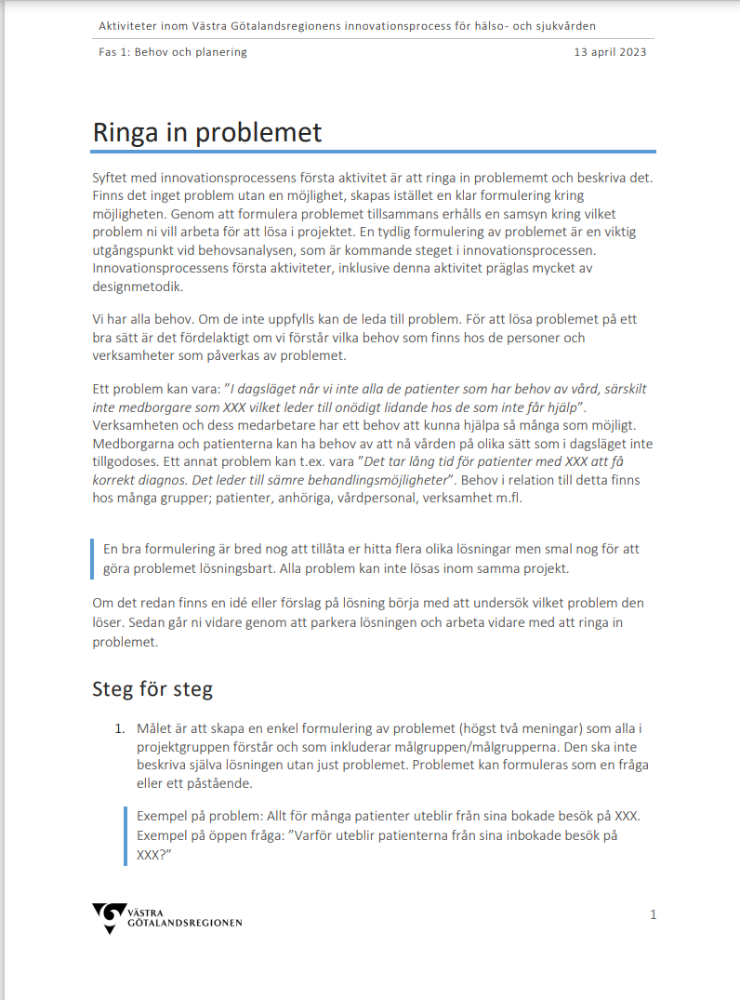 Aktiviteter inom Västra Götalandsregionens innovationsprocess för hälso- och sjukvården
Fas 1: Behov och planering 13 april 2023
Ringa in problemet
Syftet med innovationsprocessens första aktivitet är att ringa in problememt och beskriva det.
Finns det inget problem utan en möjlighet, skapas istället en klar formulering kring
möjligheten. Genom att formulera problemet tillsammans erhålls en samsyn kring vilket
problem ni vill arbeta för att lösa i projektet. En tydlig formulering av problemet är en viktig
utgångspunkt vid behovsanalysen, som är kommande steget i innovationsprocessen.
Innovationsprocessens första aktiviteter, inklusive denna aktivitet präglas mycket av
designmetodik.
Vi har alla behov. Om de inte uppfylls kan de leda till problem. För att lösa problemet på ett
bra sätt är det fördelaktigt om vi förstår vilka behov som finns hos de personer och
verksamheter som påverkas av problemet.
Ett problem kan vara: ”I dagsläget når vi inte alla de patienter som har behov av vård, särskilt
inte medborgare som XXX vilket leder till onödigt lidande hos de som inte får hjälp”.
Verksamheten och dess medarbetare har ett behov att kunna hjälpa så många som möjligt.
Medborgarna och patienterna kan ha behov av att nå vården på olika sätt som i dagsläget inte
tillgodoses. Ett annat problem kan t.ex. vara ”Det tar lång tid för patienter med XXX att få
korrekt diagnos. Det leder till sämre behandlingsmöjligheter”. Behov i relation till detta finns
hos många grupper; patienter, anhöriga, vårdpersonal, verksamhet m.fl.
En bra formulering är bred nog att tillåta er hitta flera olika lösningar men smal nog för att
göra problemet lösningsbart. Alla problem kan inte lösas inom samma projekt.
Om det redan finns en idé eller förslag på lösning börja med att undersök vilket problem den
löser. Sedan går ni vidare genom att parkera lösningen och arbeta vidare med att ringa in
problemet.
Steg för steg
1. Målet är att skapa en enkel formulering av problemet (högst två meningar) som alla i
projektgruppen förstår och som inkluderar målgruppen/målgrupperna. Den ska inte
beskriva själva lösningen utan just problemet. Problemet kan formuleras som en fråga
eller ett påstående.
Exempel på problem: Allt för många patienter uteblir från sina bokade besök på XXX.
Exempel på öppen fråga: ”Varför uteblir patienterna från sina inbokade besök på
XXX?”
VÄSTRA
GÖTALANDSREGIONEN
1